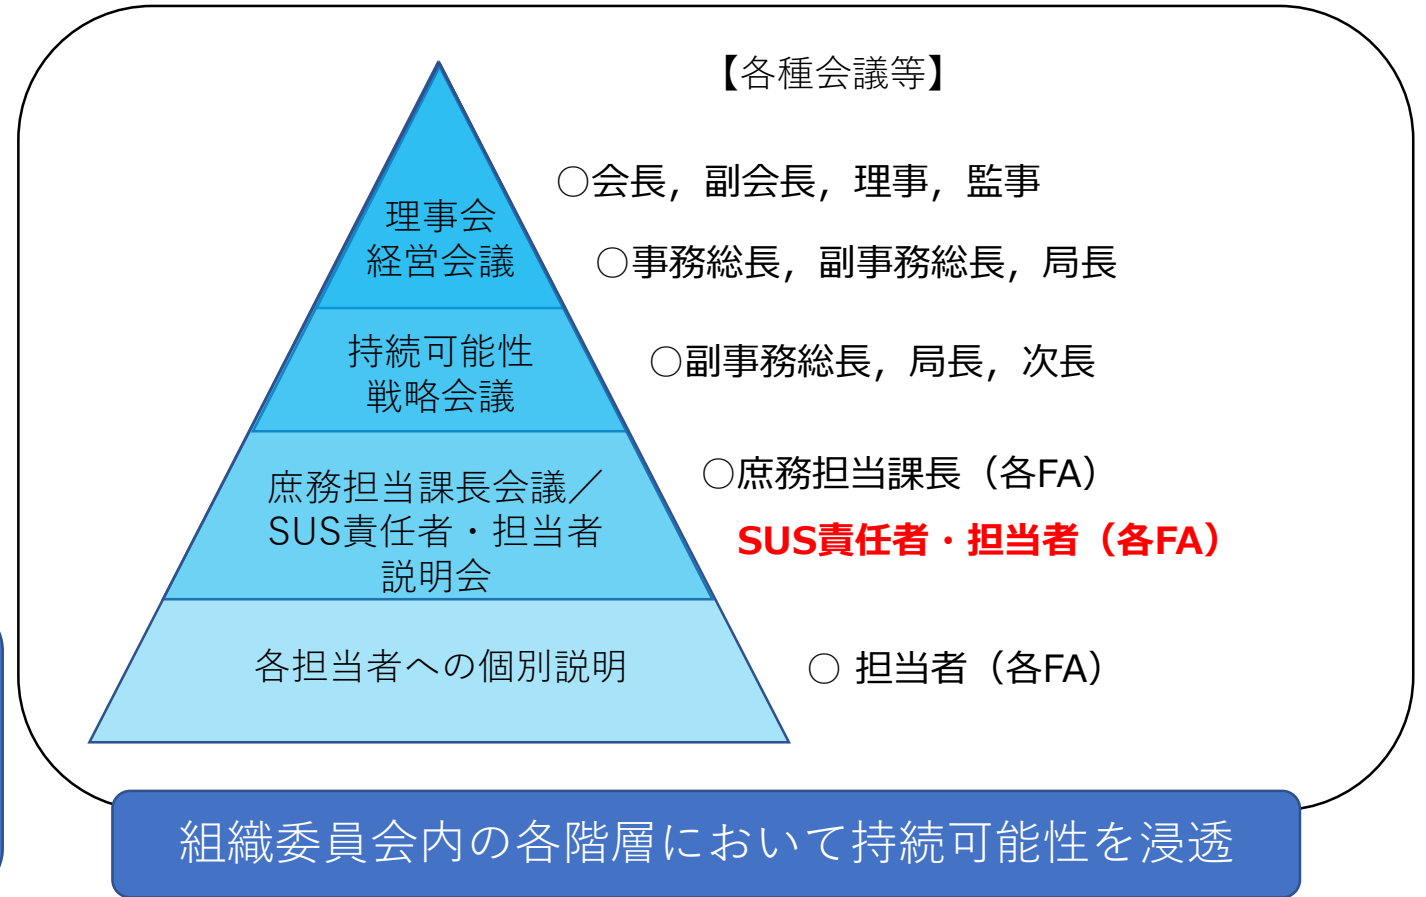 【各種会議等】
○会長，副会長，理事，監事
理事会
経営会議
○事務総長，副事務総長，局長
持続可能性
戦略会議
○副事務総長，局長，次長
庶務担当課長会議／
SUS責任者・担当者
説明会
○庶務担当課長（各FA）
SUS責任者・担当者（各FA）
各担当者への個別説明
○ 担当者（各FA）
組織委員会内の各階層において持続可能性を浸透